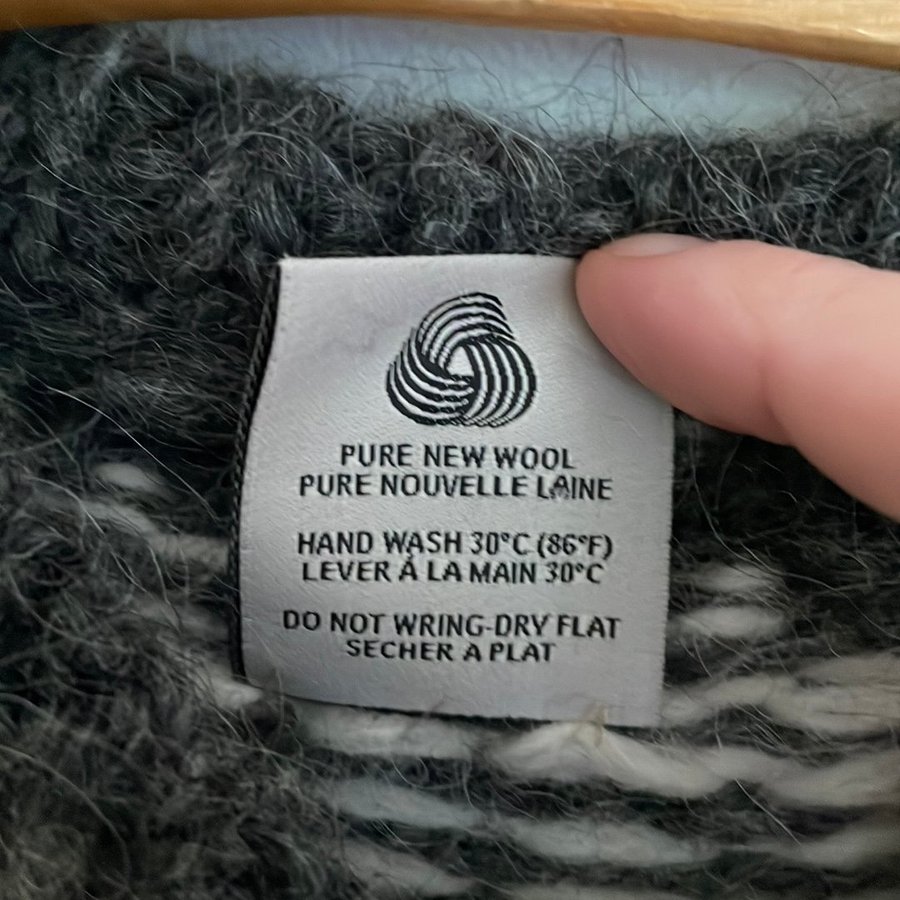 PURE NEW WOOL
PURE NOUVELLE LAINE
HAND WASH 30°C (86°F)
LEVER À LA MAIN 30°C
DO NOT WRING-DRY FLAT
SECHER A PLAT